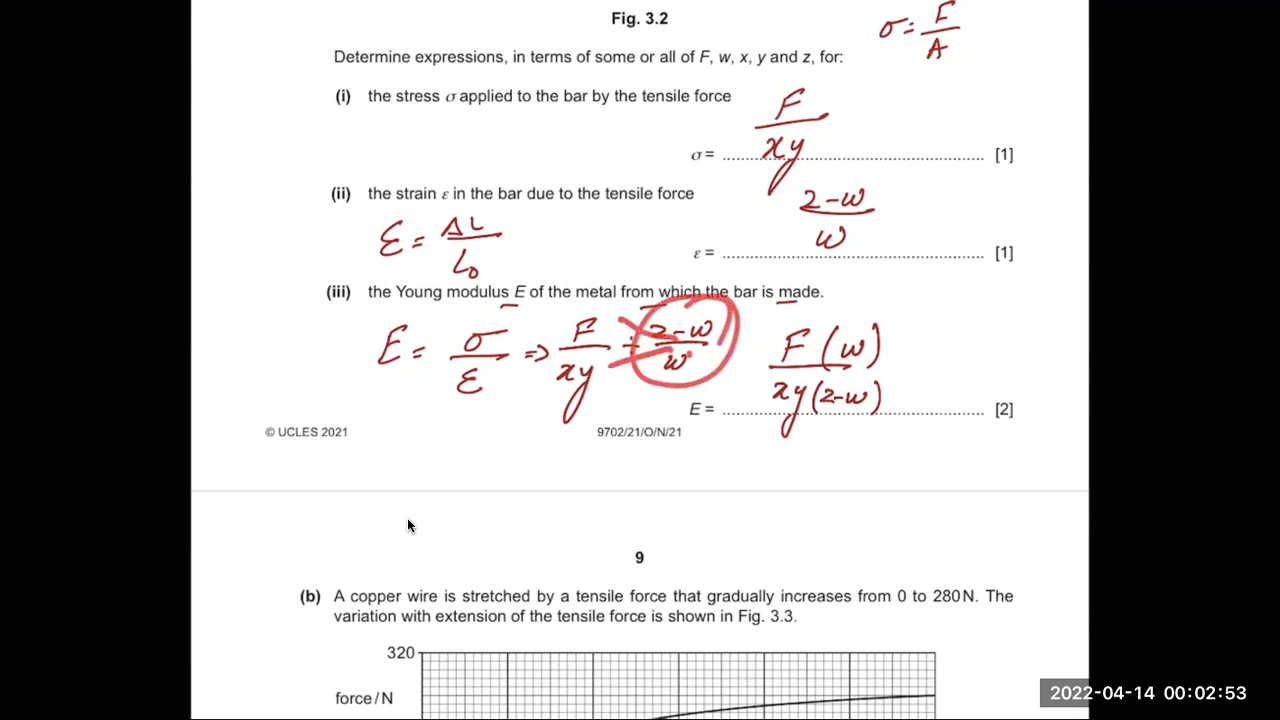 Fig. 3.2
σ = F/A
Determine expressions, in terms of some or all of F, w, x, y and z, for:
(i) the stress σ applied to the bar by the tensile force
F/xy
σ = ........................................................ [1]
(ii) the strain ε in the bar due to the tensile force
z-w/w
ε = ΔL/L₀
ε = ........................................................ [1]
(iii) the Young modulus E of the metal from which the bar is made.
E = σ/ε ⇒ F/xy ÷ z-w/w
F(w)/xy(z-w)
E = ........................................................ [2]
© UCLES 2021 9702/21/O/N/21
9
(b) A copper wire is stretched by a tensile force that gradually increases from 0 to 280 N. The
variation with extension of the tensile force is shown in Fig. 3.3.
320
force / N
2022-04-14 00:02:53